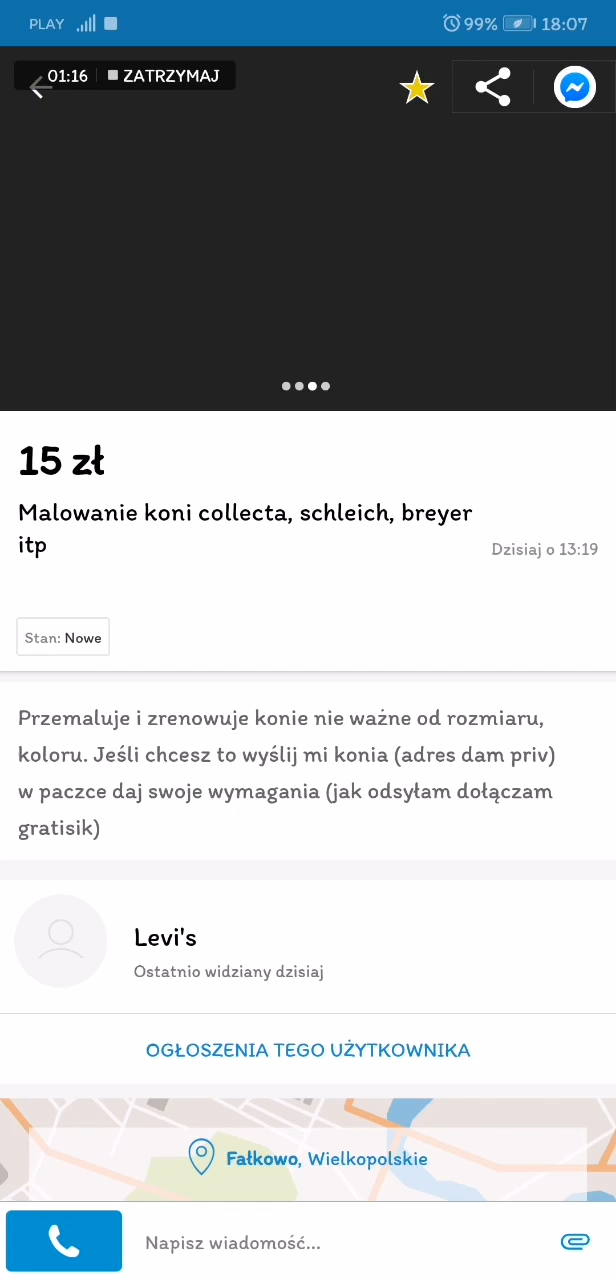 PLAY 99% 18:07
01:16 ZATRZYMAJ
15 zł
Malowanie koni collecta, schleich, breyer
itp
Dzisiaj o 13:19
Stan: Nowe
Przemaluje i zrenowuje konie nie ważne od rozmiaru,
koloru. Jeśli chcesz to wyślij mi konia (adres dam priv)
w paczce daj swoje wymagania (jak odsyłam dołączam
gratisik)
Levi's
Ostatnio widziany dzisiaj
OGŁOSZENIA TEGO UŻYTKOWNIKA
Fałkowo, Wielkopolskie
Napisz wiadomość...